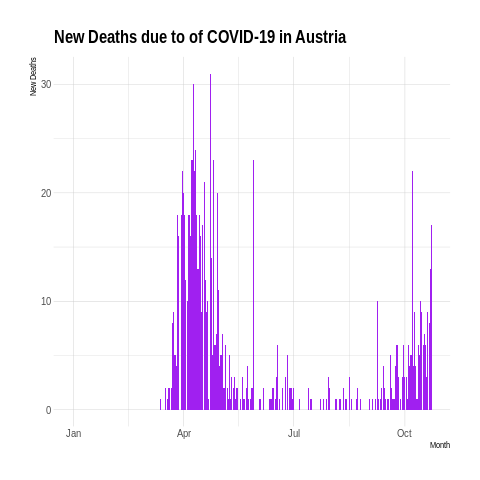 New Deaths due to of COVID-19 in Austria
New Deaths
30
20
10
0
Jan Apr Jul Oct
Month